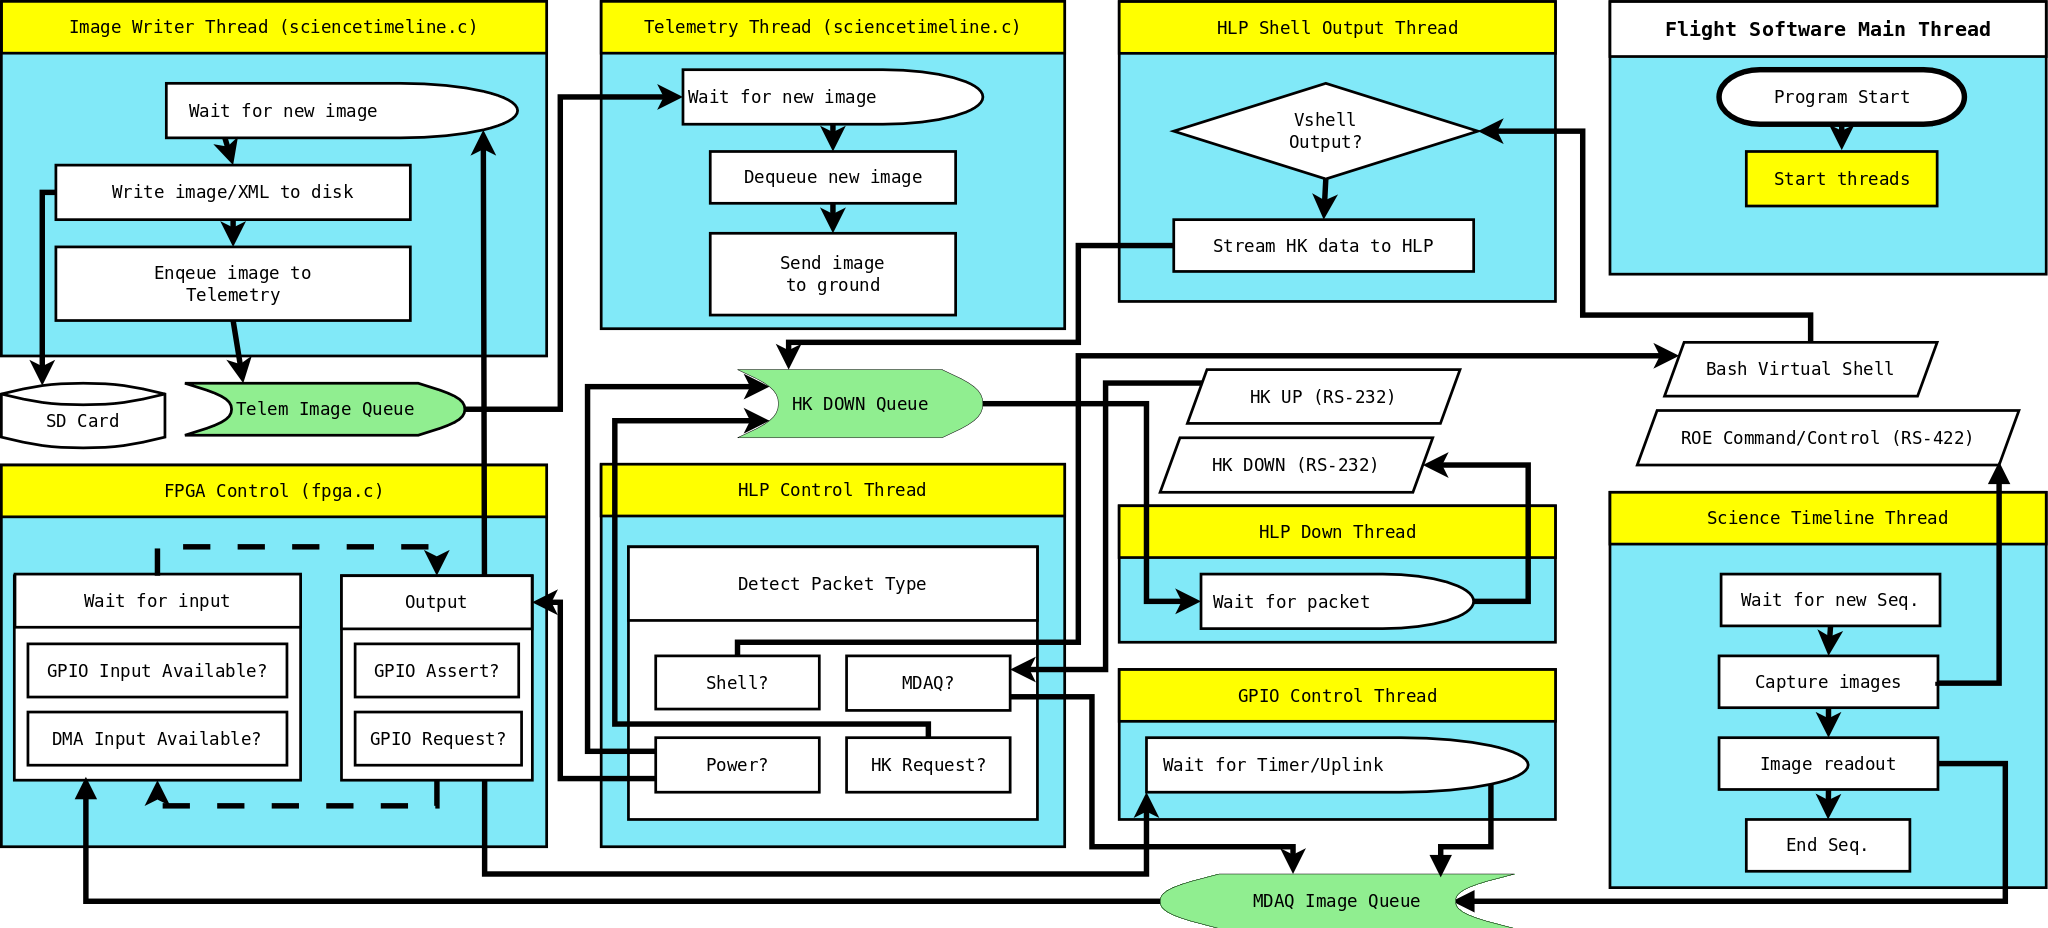 Image Writer Thread (sciencetimeline.c)
Wait for new image
Write image/XML to disk
Enqeue image to
Telemetry
SD Card
Telem Image Queue
Telemetry Thread (sciencetimeline.c)
Wait for new image
Dequeue new image
Send image
to ground
HLP Shell Output Thread
Vshell
Output?
Stream HK data to HLP
Flight Software Main Thread
Program Start
Start threads
HK DOWN Queue
HK UP (RS-232)
HK DOWN (RS-232)
Bash Virtual Shell
ROE Command/Control (RS-422)
FPGA Control (fpga.c)
Wait for input
GPIO Input Available?
DMA Input Available?
Output
GPIO Assert?
GPIO Request?
HLP Control Thread
Detect Packet Type
Shell?
MDAQ?
Power?
HK Request?
HLP Down Thread
Wait for packet
GPIO Control Thread
Wait for Timer/Uplink
MDAQ Image Queue
Science Timeline Thread
Wait for new Seq.
Capture images
Image readout
End Seq.